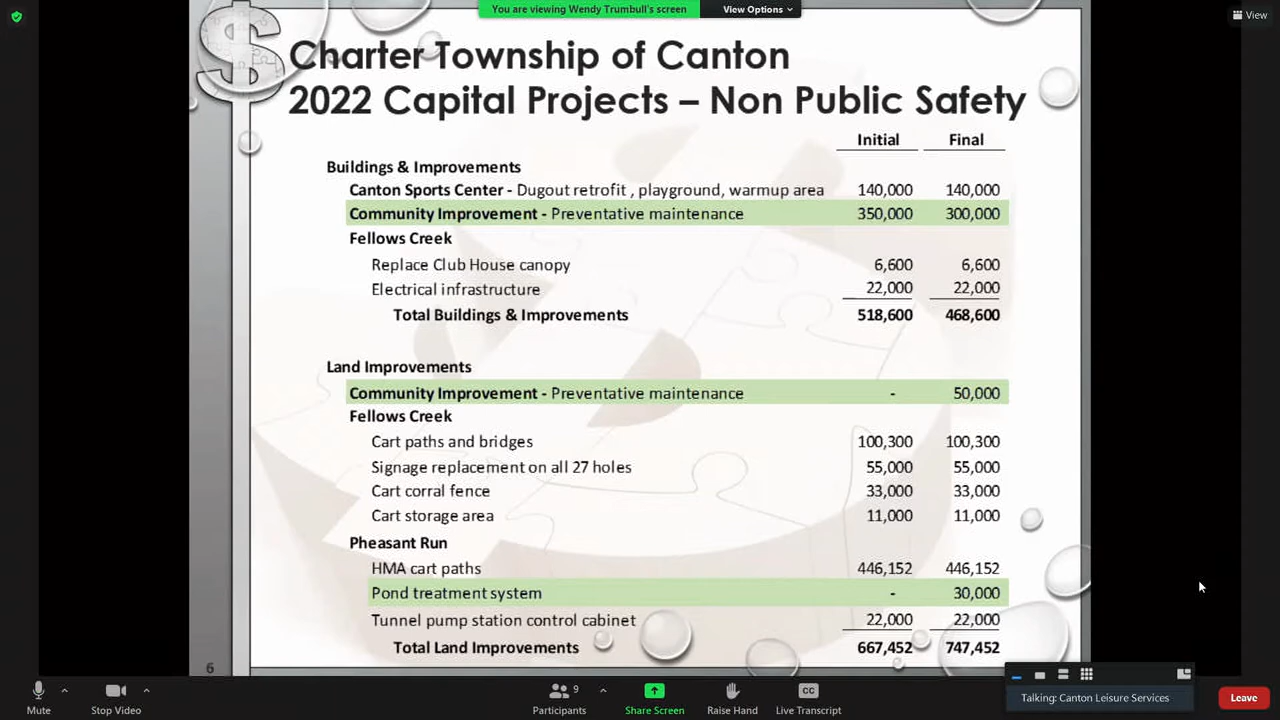 You are viewing Wendy Trumbull's screen View Options
View
Charter Township of Canton
2022 Capital Projects – Non Public Safety
Initial Final
Buildings & Improvements
Canton Sports Center - Dugout retrofit , playground, warmup area 140,000 140,000
Community Improvement - Preventative maintenance 350,000 300,000
Fellows Creek
Replace Club House canopy 6,600 6,600
Electrical infrastructure 22,000 22,000
Total Buildings & Improvements 518,600 468,600
Land Improvements
Community Improvement - Preventative maintenance - 50,000
Fellows Creek
Cart paths and bridges 100,300 100,300
Signage replacement on all 27 holes 55,000 55,000
Cart corral fence 33,000 33,000
Cart storage area 11,000 11,000
Pheasant Run
HMA cart paths 446,152 446,152
Pond treatment system - 30,000
Tunnel pump station control cabinet 22,000 22,000
Total Land Improvements 667,452 747,452
6
Talking: Canton Leisure Services
9
CC
Mute Stop Video Participants Share Screen Raise Hand Live Transcript Leave